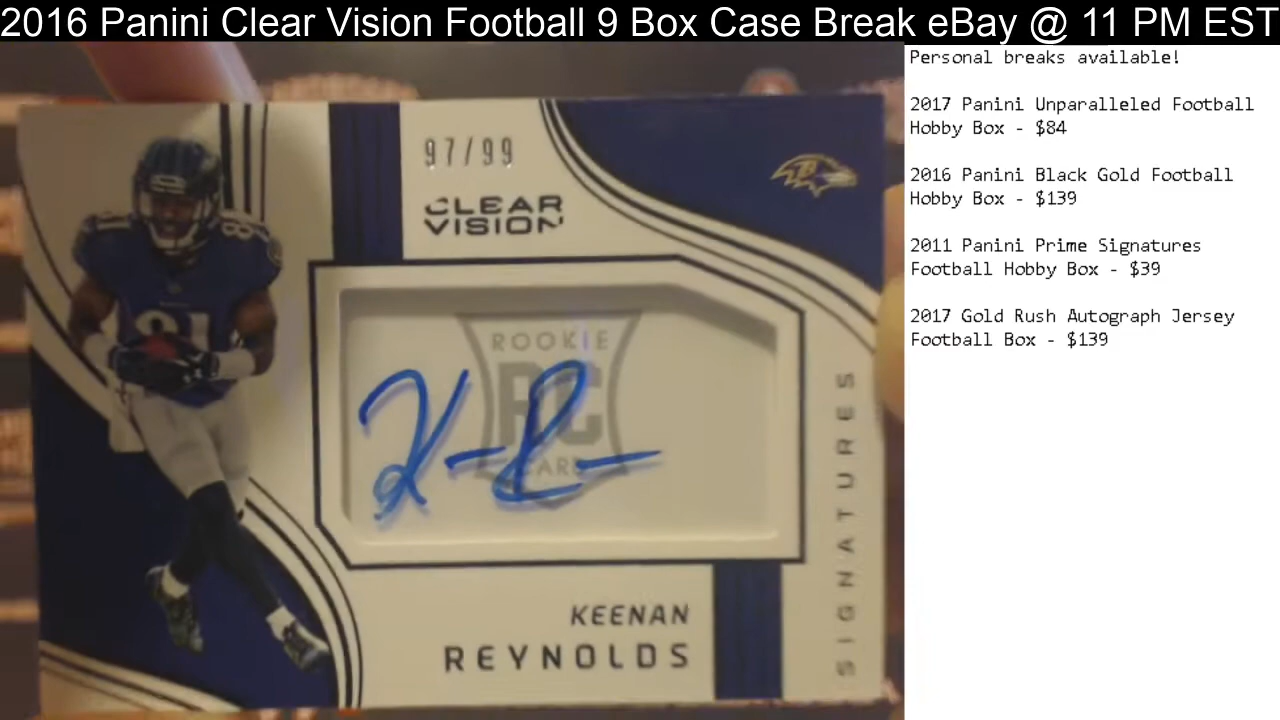 2016 Panini Clear Vision Football 9 Box Case Break eBay @ 11 PM EST
97/99
CLEAR
VISION
81
81
ROOKIE
RC
CARD
SIGNATURES
KEENAN
REYNOLDS
Personal breaks available!
2017 Panini Unparalleled Football
Hobby Box - $84
2016 Panini Black Gold Football
Hobby Box - $139
2011 Panini Prime Signatures
Football Hobby Box - $39
2017 Gold Rush Autograph Jersey
Football Box - $139